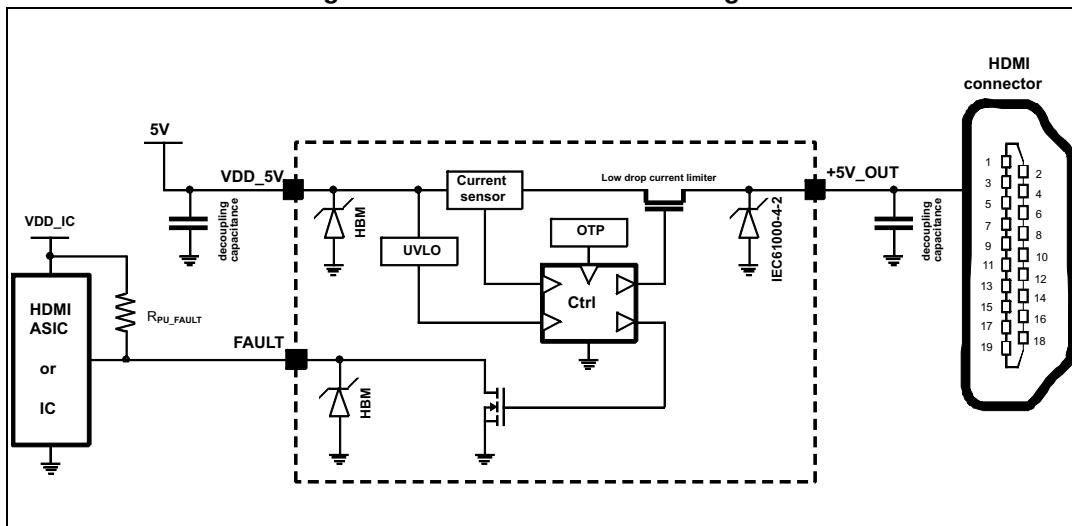 HDMI
connector
5V
VDD_5V
Current
sensor
Low drop current limiter
+5V_OUT
decoupling
capacitance
HBM
UVLO
OTP
IEC61000-4-2
decoupling
capacitance
VDD_IC
HDMI
ASIC
or
IC
RPU_FAULT
FAULT
HBM
Ctrl
1
2
3
4
5
6
7
8
9
10
11
12
13
14
15
16
17
18
19